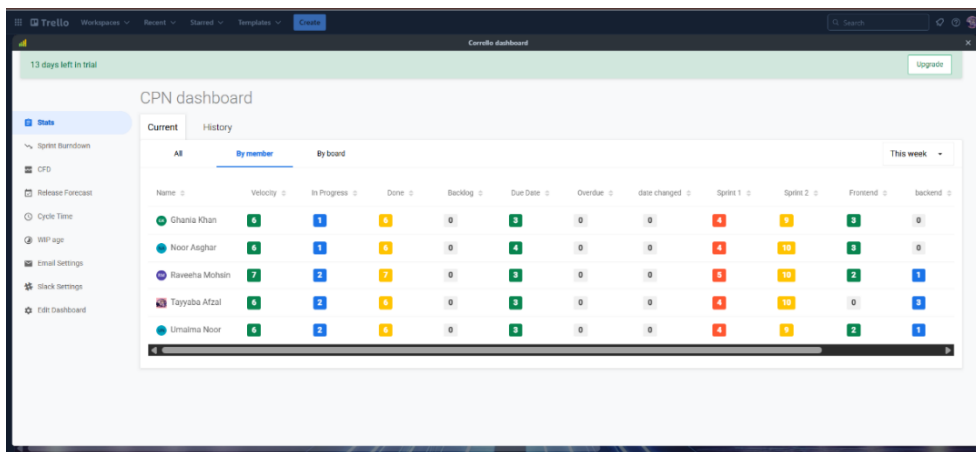 Trello Workspaces Recent Starred Templates Create Search
Corrello dashboard
13 days left in trial Upgrade
CPN dashboard
Stats
Sprint Burndown
CFD
Release Forecast
Cycle Time
WIP age
Email Settings
Slack Settings
Edit Dashboard
Current History
All By member By board This week
Name Velocity In Progress Done Backlog Due Date Overdue date changed Sprint 1 Sprint 2 Frontend backend
Ghania Khan 6 1 6 0 3 0 0 4 9 3 0
Noor Asghar 6 1 6 0 4 0 0 4 10 3 0
Raveeha Mohsin 7 2 7 0 3 0 0 5 10 2 1
Tayyaba Afzal 6 2 6 0 3 0 0 4 10 0 3
Umaima Noor 6 2 6 0 3 0 0 4 9 2 1